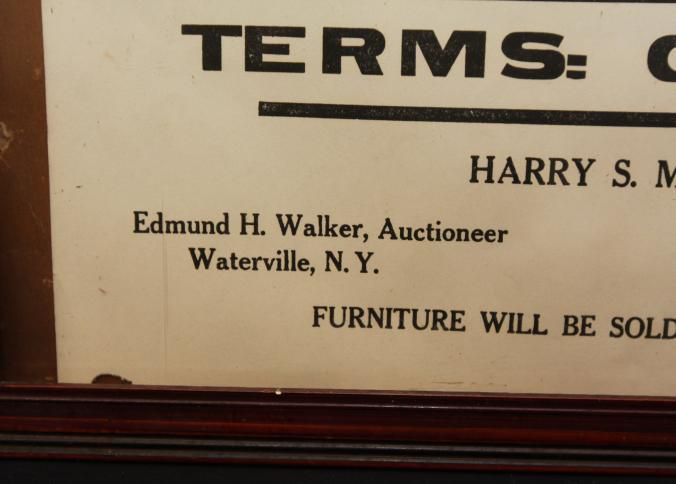 TERMS:
HARRY S.
Edmund H. Walker, Auctioneer
Waterville, N. Y.
FURNITURE WILL BE SOLD